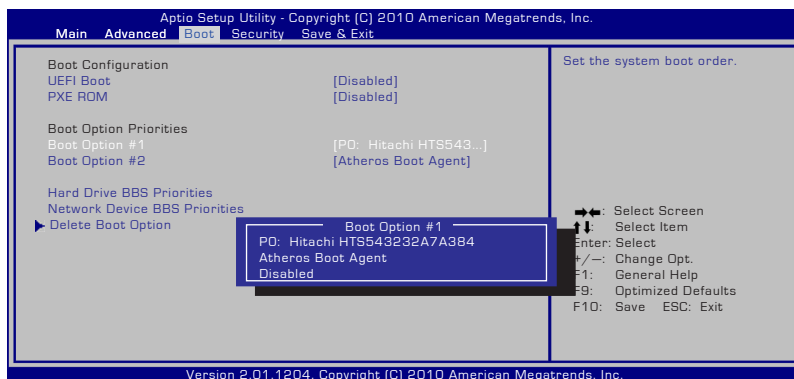 Aptio Setup Utility - Copyright (C) 2010 American Megatrends, Inc.
Main Advanced Boot Security Save & Exit
Boot Configuration
UEFI Boot [Disabled]
PXE ROM [Disabled]
Boot Option Priorities
Boot Option #1 [P0: Hitachi HTS543...]
Boot Option #2 [Atheros Boot Agent]
Hard Drive BBS Priorities
Network Device BBS Priorities
Delete Boot Option
Boot Option #1
P0: Hitachi HTS543232A7A384
Atheros Boot Agent
Disabled
Set the system boot order.
→←: Select Screen
↑↓: Select Item
Enter: Select
+/—: Change Opt.
F1: General Help
F9: Optimized Defaults
F10: Save ESC: Exit
Version 2.01.1204. Copyright (C) 2010 American Megatrends, Inc.